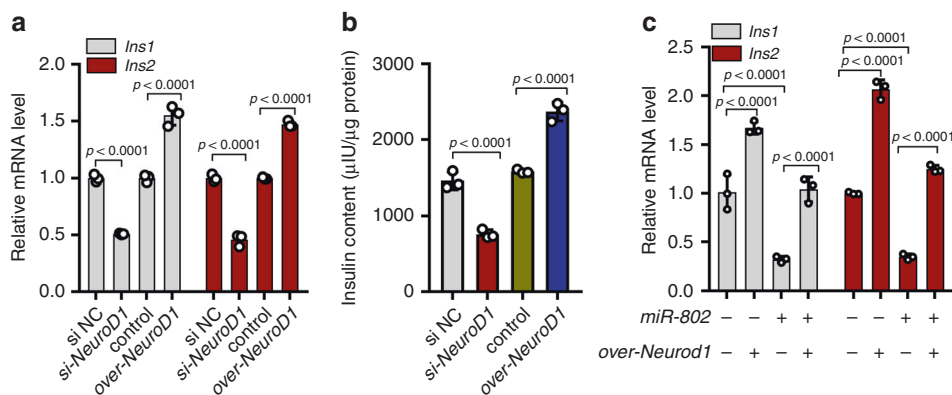 a
Ins1
Ins2
Relative mRNA level
2.0
1.5
1.0
0.5
0.0
p < 0.0001
p < 0.0001
p < 0.0001
p < 0.0001
si NC
si-NeuroD1
control
over-NeuroD1
si NC
si-NeuroD1
control
over-NeuroD1
b
Insulin content (μIU/μg protein)
3000
2400
1600
800
0
p < 0.0001
p < 0.0001
si NC
si-NeuroD1
control
over-NeuroD1
c
Ins1
Ins2
Relative mRNA level
2.5
2.0
1.5
1.0
0.5
0.0
p < 0.0001
p < 0.0001
p < 0.0001
p < 0.0001
p < 0.0001
p < 0.0001
miR-802 – – + + – – + +
over-Neurod1 – + – + – + – +